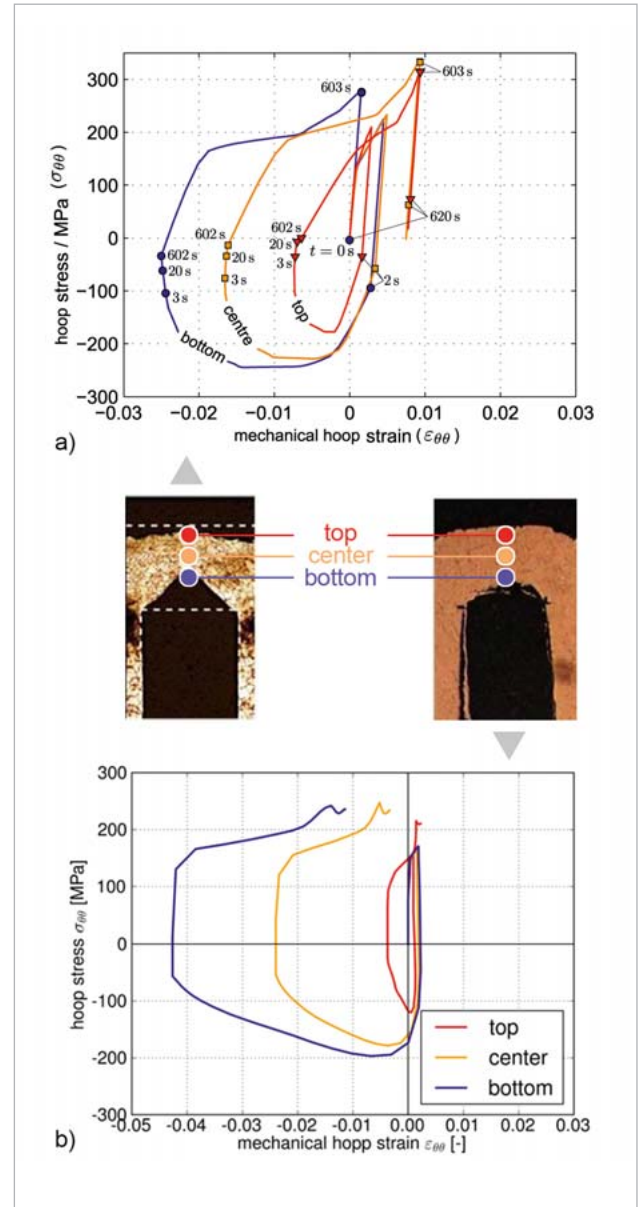 300
200
100
0
−100
−200
−300
hoop stress / MPa (σθθ)
603 s
603 s
620 s
602 s
20 s
3 s
602 s
20 s
3 s
602 s
20 s
3 s
t = 0 s
2 s
bottom
centre
top
−0.03 −0.02 −0.01 0 0.01 0.02 0.03
mechanical hoop strain (εθθ)
a)
top
center
bottom
300
200
100
0
-100
-200
-300
hoop stress σθθ [MPa]
top
center
bottom
-0.05 -0.04 -0.03 -0.02 -0.01 0.00 0.01 0.02 0.03
mechanical hopp strain εθθ [-]
b)